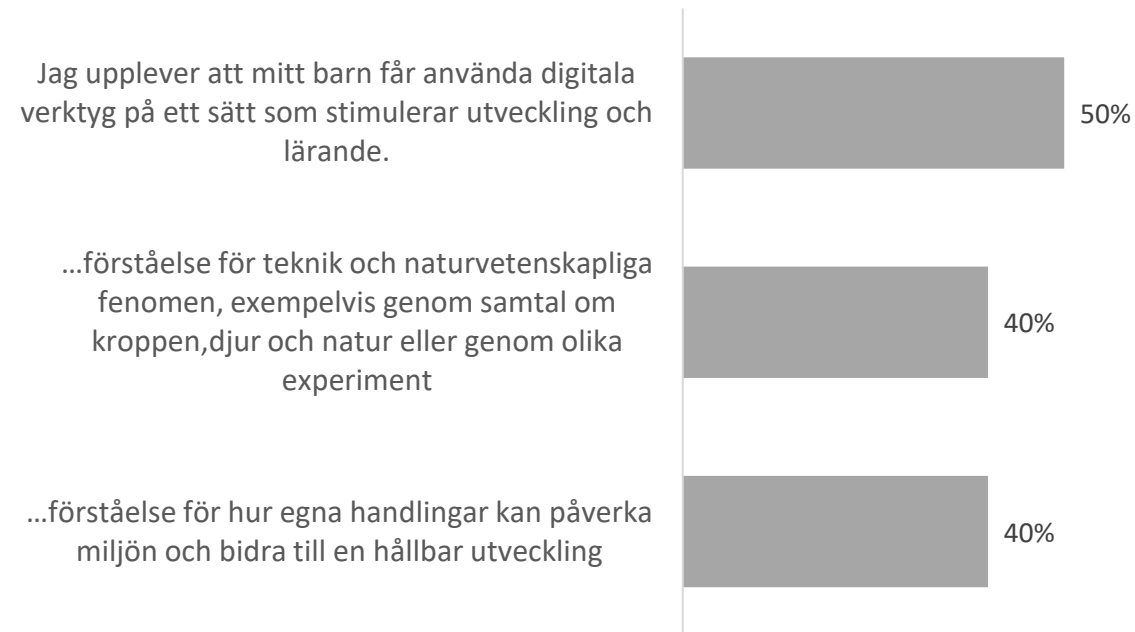 Jag upplever att mitt barn får använda digitala
verktyg på ett sätt som stimulerar utveckling och
lärande.
50%
…förståelse för teknik och naturvetenskapliga
fenomen, exempelvis genom samtal om
kroppen,djur och natur eller genom olika
experiment
40%
…förståelse för hur egna handlingar kan påverka
miljön och bidra till en hållbar utveckling
40%